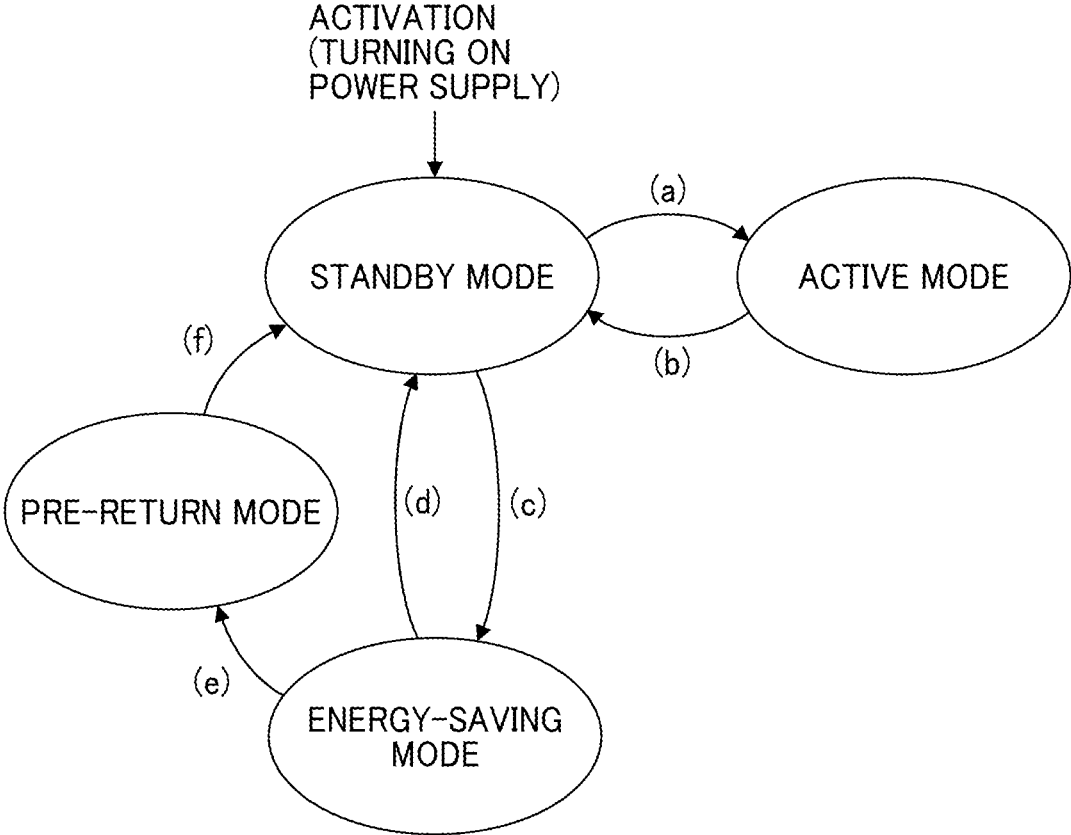 ACTIVATION
(TURNING ON
POWER SUPPLY)
(a)
STANDBY MODE
ACTIVE MODE
(f)
(b)
PRE-RETURN MODE
(d)
(c)
(e)
ENERGY-SAVING
MODE